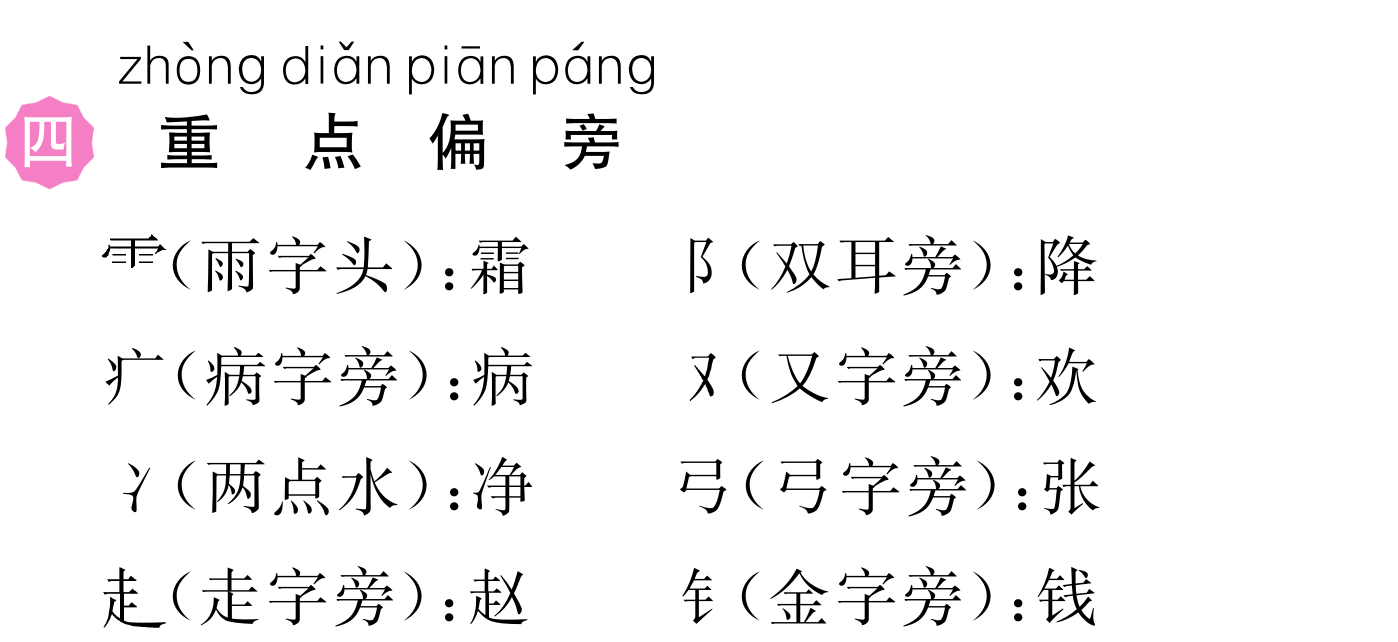 zhòng diǎn piān páng
四 重点偏旁
⻗(雨字头):霜 阝(双耳旁):降
疒(病字旁):病 又(又字旁):欢
冫(两点水):净 弓(弓字旁):张
走(走字旁):赵 钅(金字旁):钱